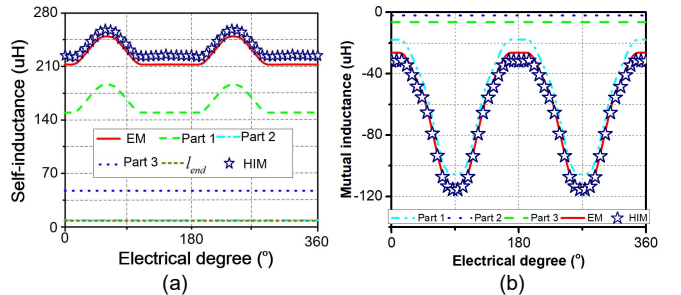 (a)
Self-inductance (uH)
280
210
140
70
0
EM
Part 1
Part 2
Part 3
l_end
HIM
0
180
360
Electrical degree (°)
(a)
Mutual inductance (uH)
0
-40
-80
-120
Part 1
Part 2
Part 3
EM
HIM
0
180
360
Electrical degree (°)
(b)